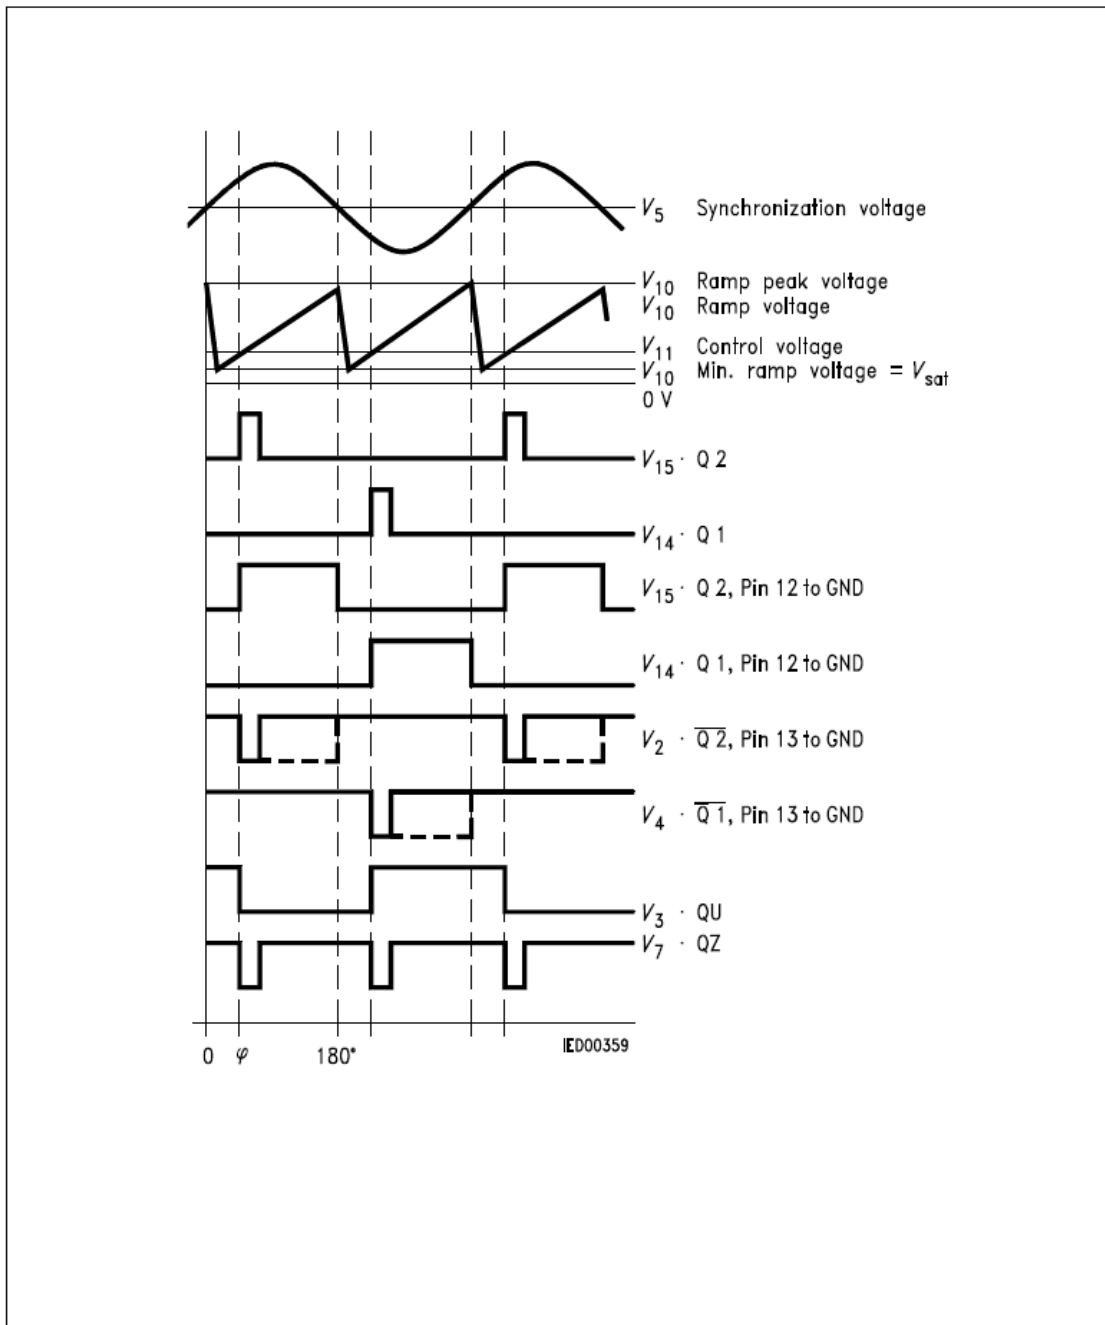 V5 Synchronization voltage
V10 Ramp peak voltage
V10 Ramp voltage
V11 Control voltage
V10 Min. ramp voltage = Vsat
0 V
V15 · Q 2
V14 · Q 1
V15 · Q 2, Pin 12 to GND
V14 · Q 1, Pin 12 to GND
V2 · Q̅ ̅2̅, Pin 13 to GND
V4 · Q̅ ̅1̅, Pin 13 to GND
V3 · QU
V7 · QZ
IED00359
0 φ 180°